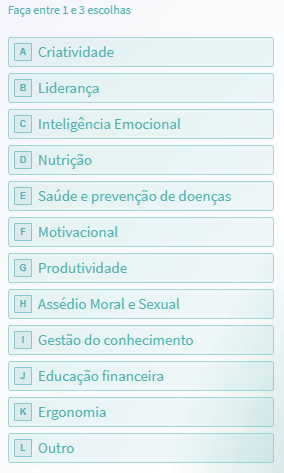 Faça entre 1 e 3 escolhas
A Criatividade
B Liderança
C Inteligência Emocional
D Nutrição
E Saúde e prevenção de doenças
F Motivacional
G Produtividade
H Assédio Moral e Sexual
I Gestão do conhecimento
J Educação financeira
K Ergonomia
L Outro